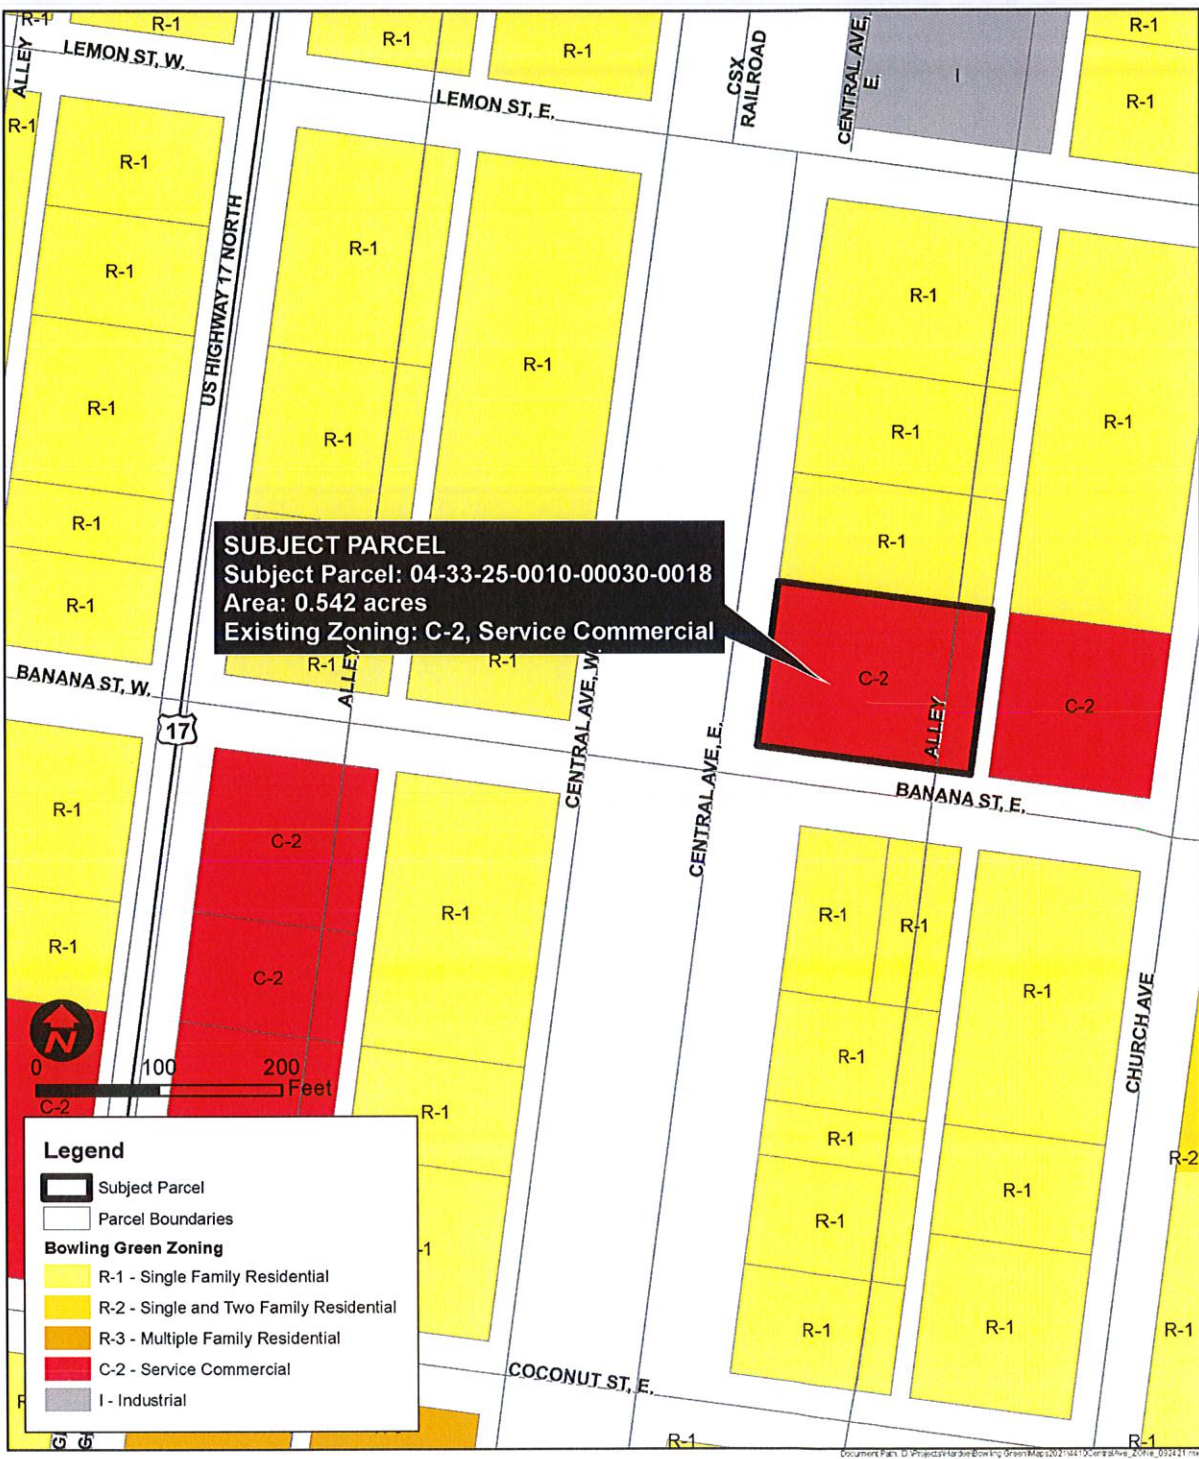 R-1
R-1
R-1
R-1
R-1
ALLEY
LEMON ST, W.
LEMON ST, E.
CSX
RAILROAD
CENTRAL AVE,
E.
I
R-1
R-1
R-1
R-1
R-1
R-1
R-1
R-1
US HIGHWAY 17 NORTH
R-1
R-1
R-1
R-1
R-1
R-1
R-1
R-1
SUBJECT PARCEL
Subject Parcel: 04-33-25-0010-00030-0018
Area: 0.542 acres
Existing Zoning: C-2, Service Commercial
R-1
R-1
ALLEY
CENTRAL AVE, W.
C-2
ALLEY
C-2
BANANA ST, W.
17
CENTRAL AVE, E.
BANANA ST, E.
R-1
R-1
C-2
C-2
R-1
R-1
R-1
R-1
R-1
R-1
R-1
R-1
R-1
R-1
R-1
CHURCH AVE
R-2
R-1
N
0 100 200
Feet
C-2
R-1
-1
Legend
Subject Parcel
Parcel Boundaries
Bowling Green Zoning
R-1 - Single Family Residential
R-2 - Single and Two Family Residential
R-3 - Multiple Family Residential
C-2 - Service Commercial
I - Industrial
COCONUT ST, E.
R-1
R-1